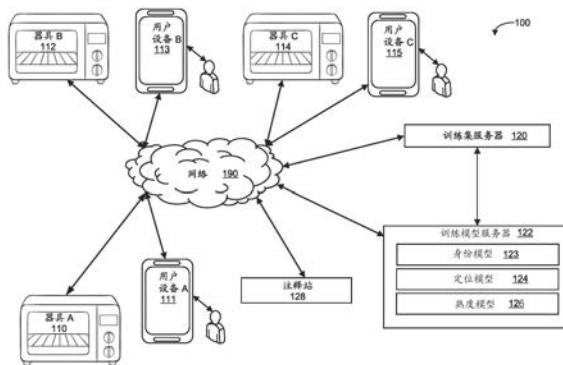 100
器具 B
112
用户
设备 B
113
器具 C
114
用户
设备 C
115
训练集服务器 120
网络 190
训练模型服务器 122
身份模型 123
定位模型 124
热度模型 126
用户
设备 A
111
注释站
128
器具 A
110